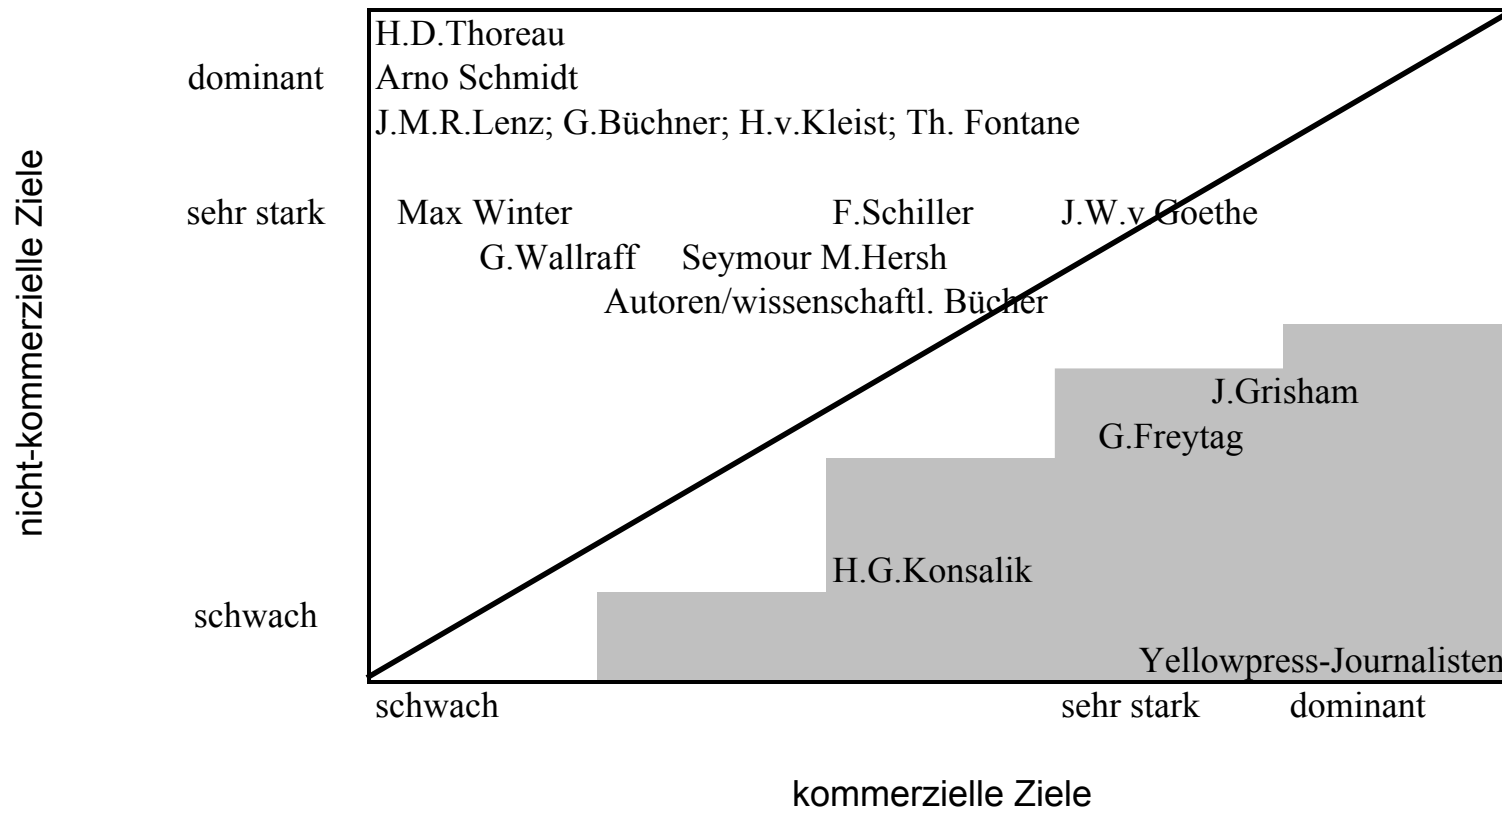 H.D.Thoreau
dominant Arno Schmidt
J.M.R.Lenz; G.Büchner; H.v.Kleist; Th. Fontane
nicht-kommerzielle Ziele
sehr stark Max Winter F.Schiller J.W.v.Goethe
G.Wallraff Seymour M.Hersh
Autoren/wissenschaftl. Bücher
J.Grisham
G.Freytag
H.G.Konsalik
schwach
Yellowpress-Journalisten
schwach sehr stark dominant
kommerzielle Ziele